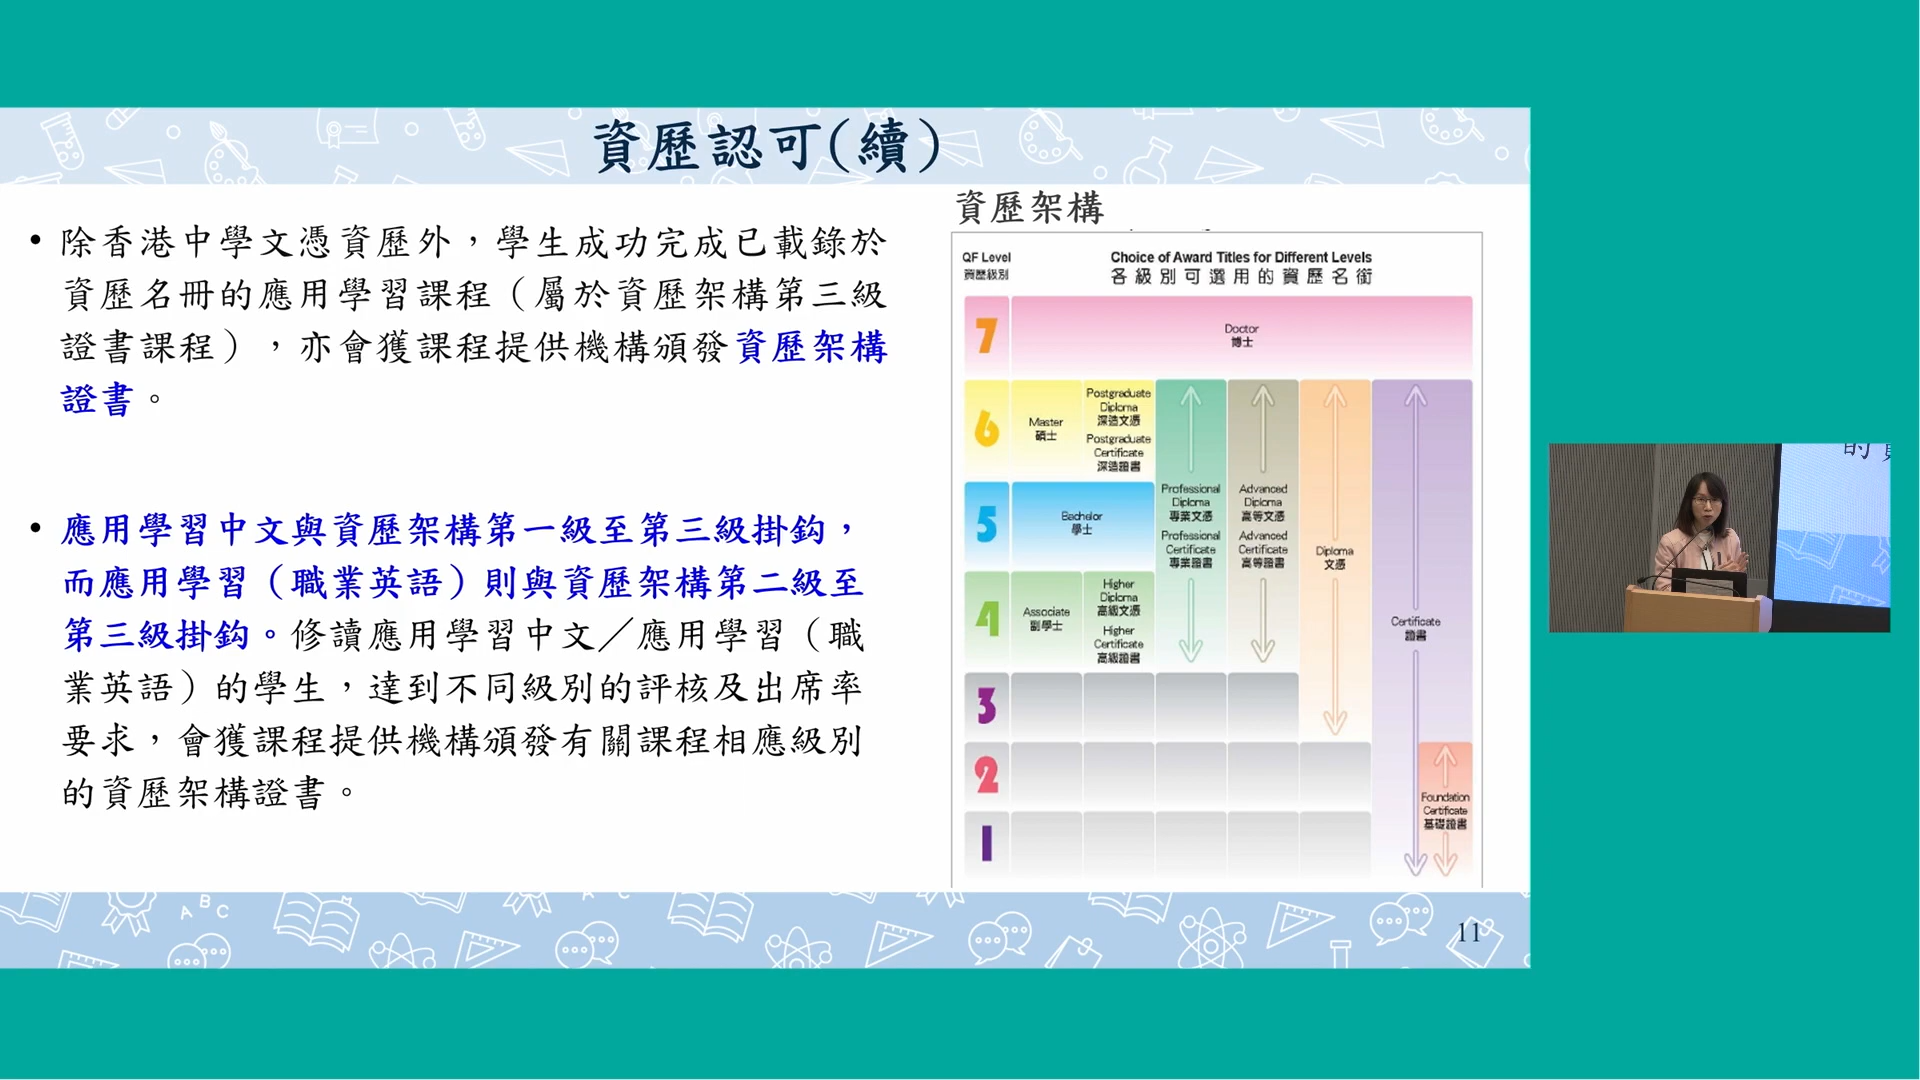 資歷認可(續)
• 除香港中學文憑資歷外，學生成功完成已載錄於
資歷名冊的應用學習課程（屬於資歷架構第三級
證書課程），亦會獲課程提供機構頒發資歷架構
證書。
• 應用學習中文與資歷架構第一級至第三級掛鈎，
而應用學習（職業英語）則與資歷架構第二級至
第三級掛鈎。修讀應用學習中文／應用學習（職
業英語）的學生，達到不同級別的評核及出席率
要求，會獲課程提供機構頒發有關課程相應級別
的資歷架構證書。
資歷架構
QF Level
資歷級別
Choice of Award Titles for Different Levels
各級別可選用的資歷名銜
7
Doctor
博士
6
Master
碩士
Postgraduate
Diploma
深造文憑
Postgraduate
Certificate
深造證書
5
Bachelor
學士
4
Associate
副學士
Higher
Diploma
高級文憑
Higher
Certificate
高級證書
Professional
Diploma
專業文憑
Professional
Certificate
專業證書
Advanced
Diploma
高等文憑
Advanced
Certificate
高等證書
Diploma
文憑
Certificate
證書
3
2
1
Foundation
Certificate
基礎證書
ABC
11
的